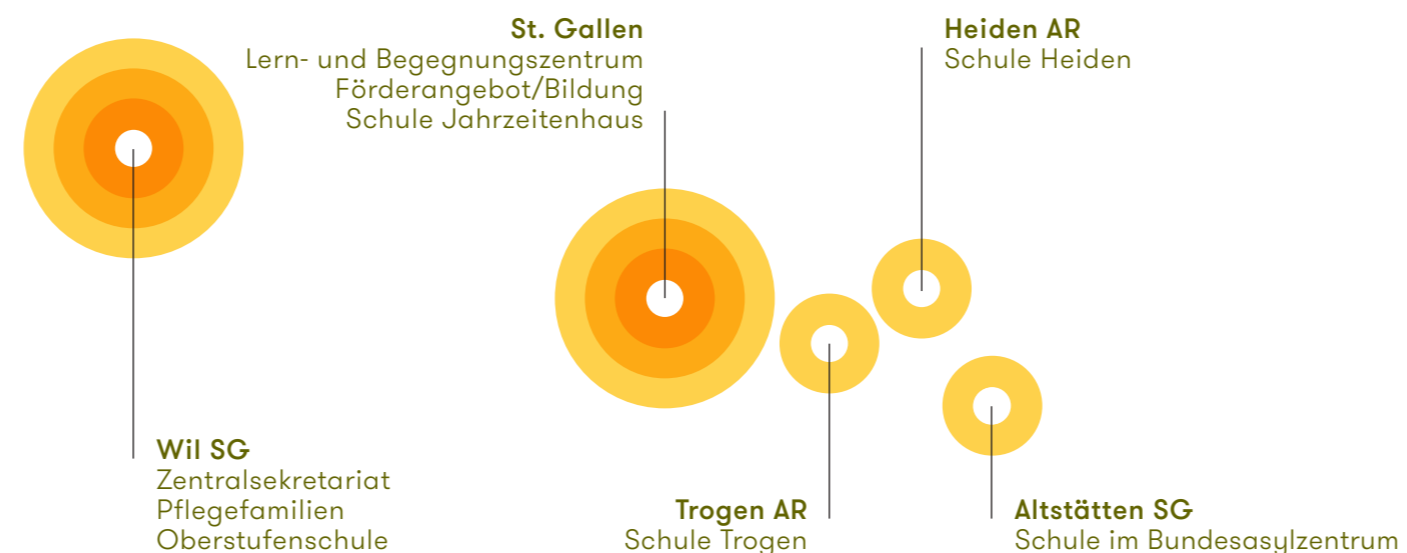 St. Gallen
Lern- und Begegnungszentrum
Förderangebot/Bildung
Schule Jahrzeitenhaus
Heiden AR
Schule Heiden
Wil SG
Zentralsekretariat
Pflegefamilien
Oberstufenschule
Trogen AR
Schule Trogen
Altstätten SG
Schule im Bundesasylzentrum